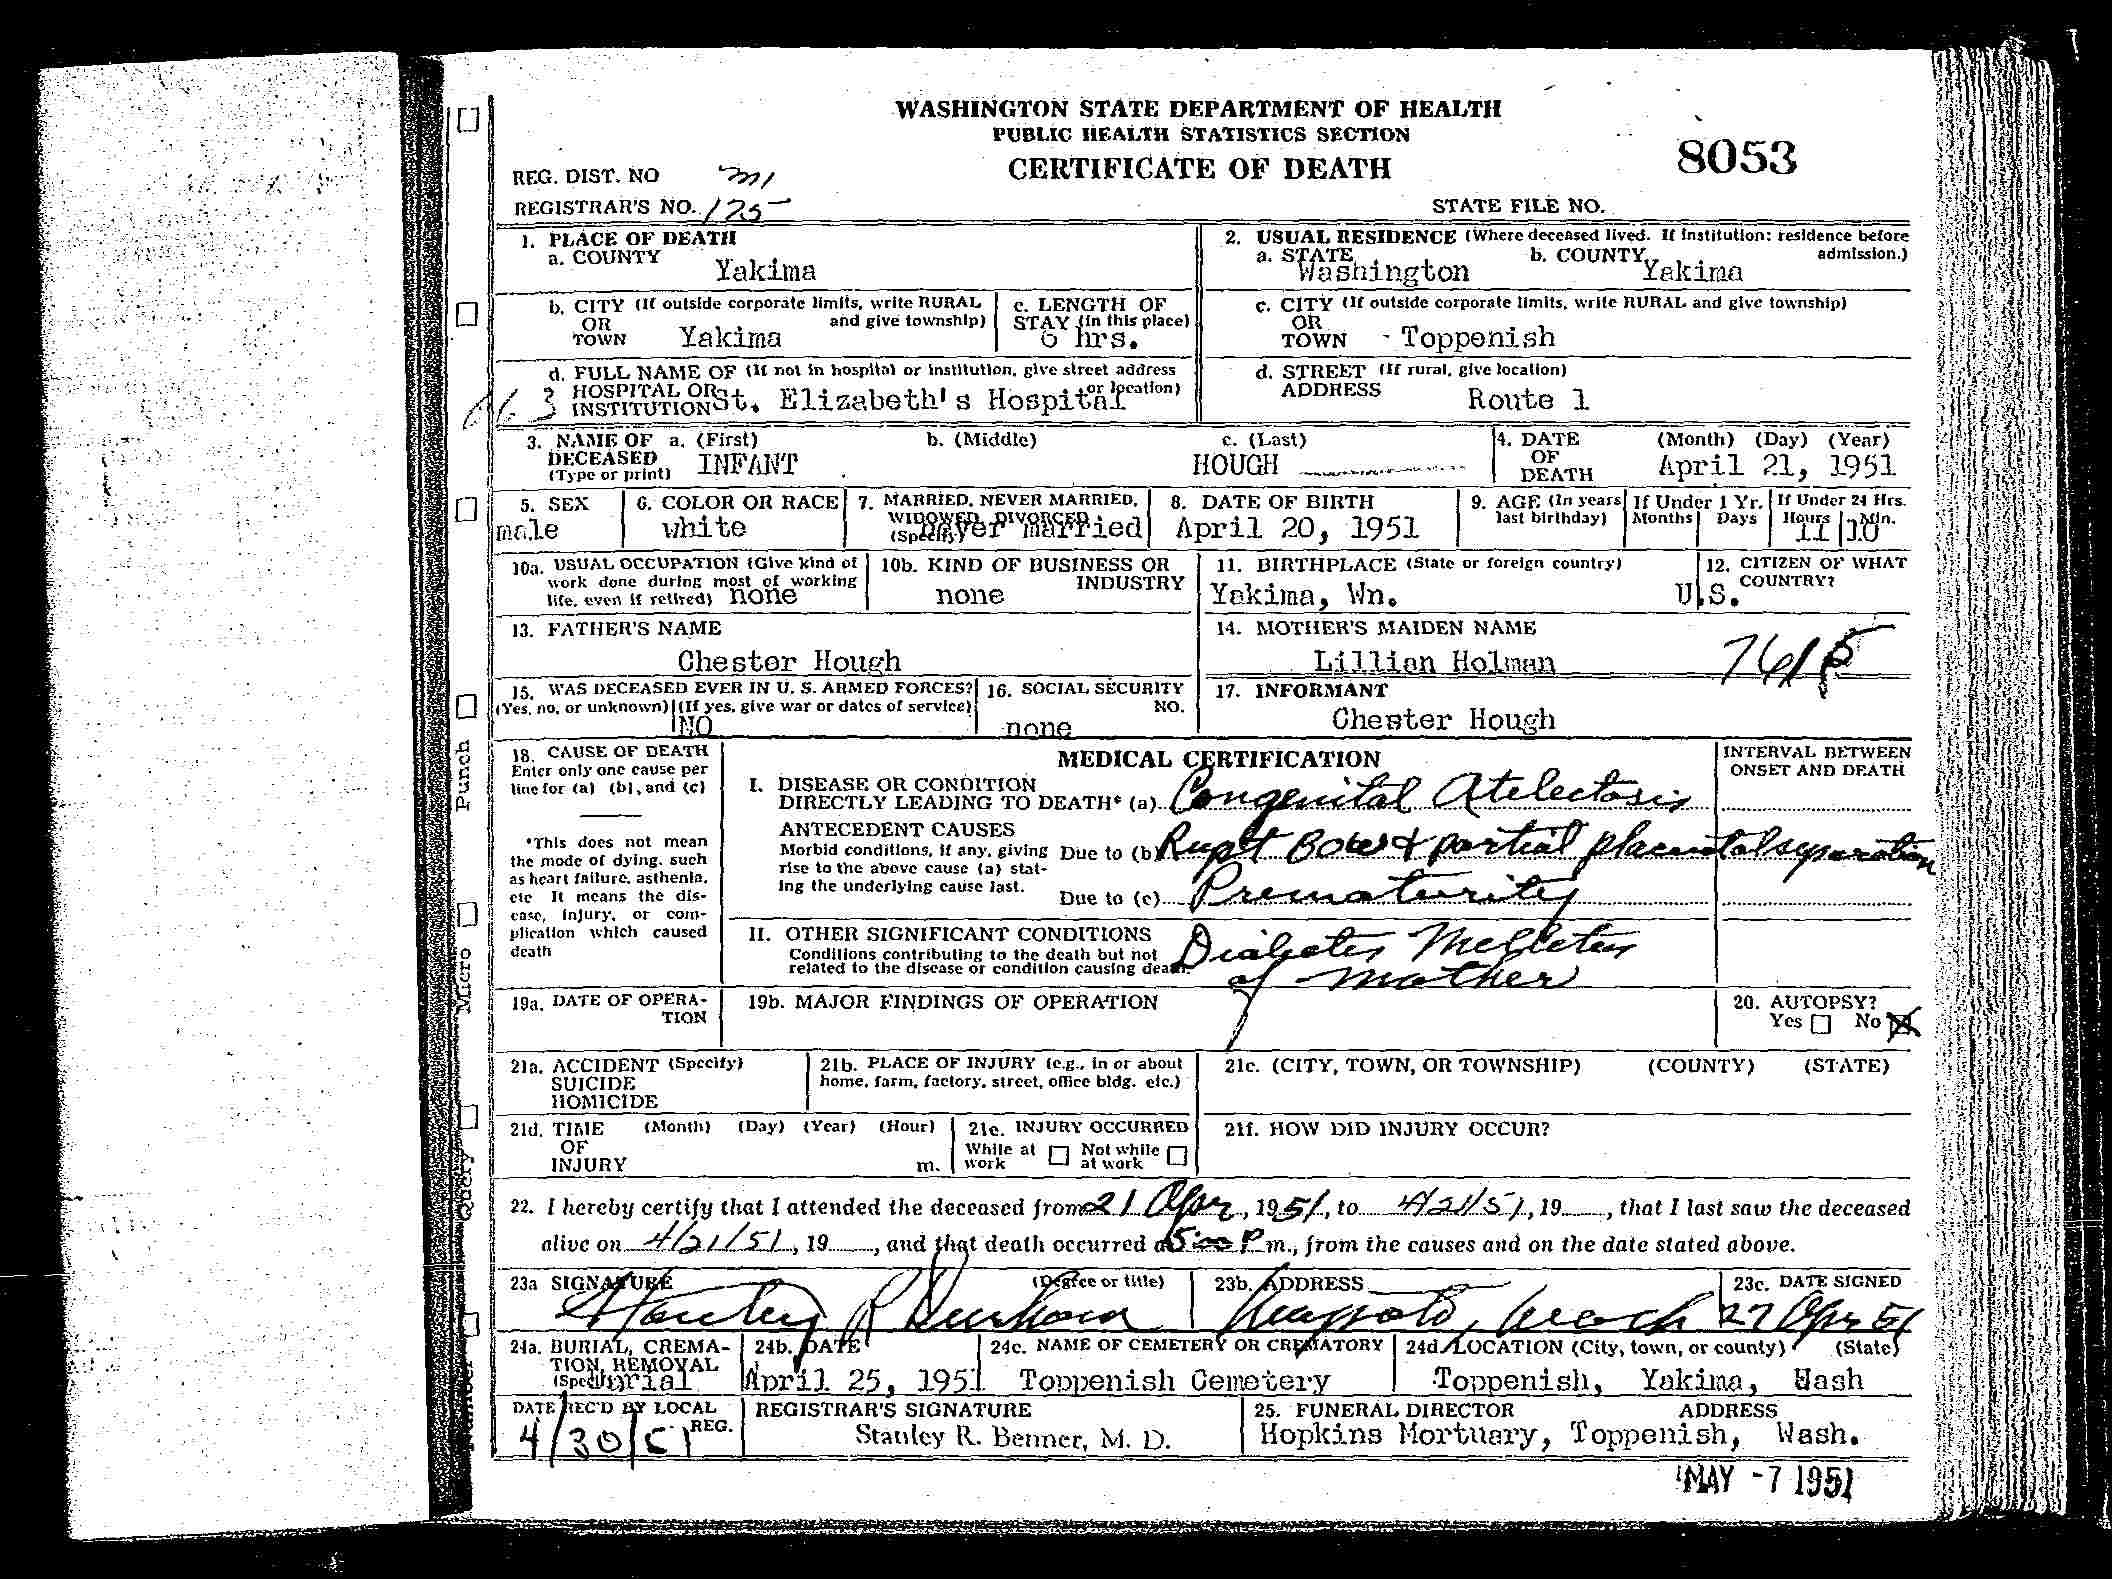 WASHINGTON STATE DEPARTMENT OF HEALTH
PUBLIC HEALTH STATISTICS SECTION
CERTIFICATE OF DEATH
8053
REG. DIST. NO
REGISTRAR'S NO. 125
STATE FILE NO.
1. PLACE OF DEATH
a. COUNTY Yakima
2. USUAL RESIDENCE (Where deceased lived. If institution: residence before admission.)
a. STATE Washington b. COUNTY Yakima
b. CITY (If outside corporate limits, write RURAL and give township)
OR TOWN Yakima
c. LENGTH OF STAY (In this place)
6 hrs.
c. CITY (If outside corporate limits, write RURAL and give township)
OR TOWN Toppenish
d. FULL NAME OF (If not in hospital or institution, give street address or location)
HOSPITAL OR INSTITUTION St. Elizabeth's Hospital
d. STREET (If rural, give location)
ADDRESS Route 1
3. NAME OF DECEASED (Type or print)
a. (First) b. (Middle) c. (Last)
INFANT HOUGH
4. DATE OF DEATH (Month) (Day) (Year)
April 21, 1951
5. SEX
male
6. COLOR OR RACE
white
7. MARRIED, NEVER MARRIED, WIDOWED, DIVORCED (Specify)
never married
8. DATE OF BIRTH
April 20, 1951
9. AGE (In years last birthday)
If Under 1 Yr. Months Days
If Under 24 Hrs. Hours Min.
11 10
10a. USUAL OCCUPATION (Give kind of work done during most of working life, even if retired) none
10b. KIND OF BUSINESS OR INDUSTRY
none
11. BIRTHPLACE (State or foreign country)
Yakima, Wn.
12. CITIZEN OF WHAT COUNTRY?
U.S.
13. FATHER'S NAME
Chester Hough
14. MOTHER'S MAIDEN NAME
Lillian Holman
15. WAS DECEASED EVER IN U. S. ARMED FORCES?
(Yes, no, or unknown) (If yes, give war or dates of service)
NO
16. SOCIAL SECURITY NO.
none
17. INFORMANT
Chester Hough
18. CAUSE OF DEATH
Enter only one cause per line for (a) (b), and (c)
*This does not mean the mode of dying, such as heart failure, asthenia, etc It means the disease, injury, or complication which caused death
MEDICAL CERTIFICATION
INTERVAL BETWEEN ONSET AND DEATH
I. DISEASE OR CONDITION
DIRECTLY LEADING TO DEATH* (a) Congenital Atelectasis
ANTECEDENT CAUSES
Morbid conditions, if any, giving rise to the above cause (a) stating the underlying cause last.
Due to (b) Rupt BOW & partial placental separation
Due to (c) Prematurity
II. OTHER SIGNIFICANT CONDITIONS
Conditions contributing to the death but not related to the disease or condition causing death.
Diabetes Melletus
of mother
19a. DATE OF OPERATION
19b. MAJOR FINDINGS OF OPERATION
20. AUTOPSY?
Yes No
21a. ACCIDENT (Specify)
SUICIDE
HOMICIDE
21b. PLACE OF INJURY (e.g., in or about home, farm, factory, street, office bldg. etc.)
21c. (CITY, TOWN, OR TOWNSHIP) (COUNTY) (STATE)
21d. TIME OF INJURY (Month) (Day) (Year) (Hour) m.
21e. INJURY OCCURRED
While at work Not while at work
21f. HOW DID INJURY OCCUR?
22. I hereby certify that I attended the deceased from 21 Apr, 1951, to 4/21/51, 19, that I last saw the deceased
alive on 4/21/51, 19, and that death occurred at 5:00 P m., from the causes and on the date stated above.
23a SIGNATURE (Degree or title)
Stanley R
23b. ADDRESS
23c. DATE SIGNED
27 Apr 51
24a. BURIAL, CREMATION, REMOVAL (Specify)
burial
24b. DATE
April 25, 1951
24c. NAME OF CEMETERY OR CREMATORY
Toppenish Cemetery
24d. LOCATION (City, town, or county) (State)
Toppenish, Yakima, Wash
DATE REC'D BY LOCAL REG.
4/30/51
REGISTRAR'S SIGNATURE
Stanley R. Benner, M. D.
25. FUNERAL DIRECTOR ADDRESS
Hopkins Mortuary, Toppenish, Wash.
MAY -7 1951
Punch
Micro
Query